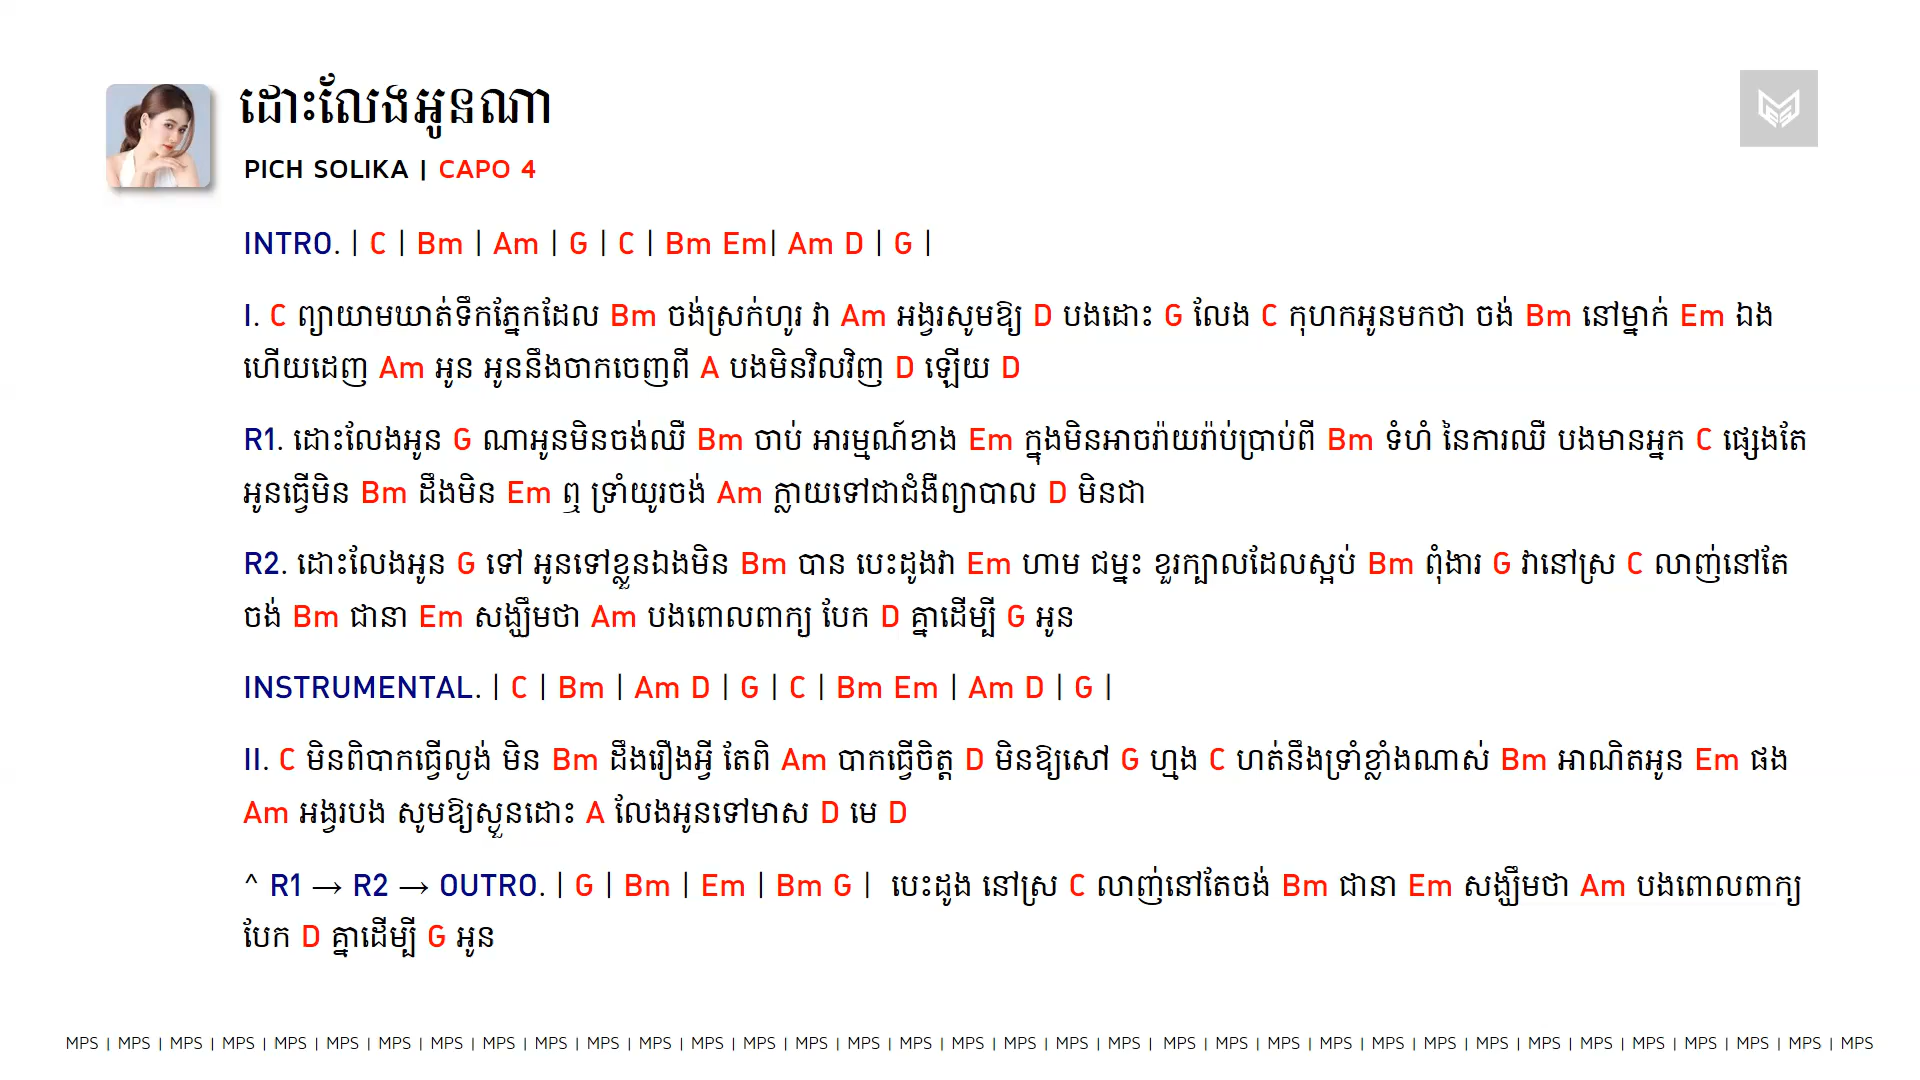 ដោះលែងអូនណា
PICH SOLIKA | CAPO 4
INTRO. | C | Bm | Am | G | C | Bm Em| Am D | G |
I. C ព្យាយាមឃាត់ទឹកភ្នែកដែល Bm ចង់ស្រក់ហូរ វា Am អង្វរសូមឱ្យ D បងដោះ G លែង C កុហកអូនមកថា ចង់ Bm នៅម្នាក់ Em ឯង
ហើយដេញ Am អូន អូននឹងចាកចេញពី A បងមិនវិលវិញ D ឡើយ D
R1. ដោះលែងអូន G ណាអូនមិនចង់ឈឺ Bm ចាប់ អារម្មណ៍ខាង Em ក្នុងមិនអាចរ៉ាយរ៉ាប់ប្រាប់ពី Bm ទំហំ នៃការឈឺ បងមានអ្នក C ផ្សេងតែ
អូនធ្វើមិន Bm ដឹងមិន Em ឮ ទ្រាំយូរចង់ Am ក្លាយទៅជាជំងឺព្យាបាល D មិនជា
R2. ដោះលែងអូន G ទៅ អូនទៅខ្លួនឯងមិន Bm បាន បេះដូងវា Em ហាម ជម្នះ ខួរក្បាលដែលស្អប់ Bm ពុំងារ G វានៅស្រ C លាញ់នៅតែ
ចង់ Bm ជានា Em សង្ឃឹមថា Am បងពោលពាក្យ បែក D គ្នាដើម្បី G អូន
INSTRUMENTAL. | C | Bm | Am D | G | C | Bm Em | Am D | G |
II. C មិនពិបាកធ្វើល្ងង់ មិន Bm ដឹងរឿងអ្វី តែពិ Am បាកធ្វើចិត្ត D មិនឱ្យសៅ G ហ្មង C ហត់នឹងទ្រាំខ្លាំងណាស់ Bm អាណិតអូន Em ផង
Am អង្វរបង សូមឱ្យស្ងួនដោះ A លែងអូនទៅមាស D មេ D
^ R1 → R2 → OUTRO. | G | Bm | Em | Bm G | បេះដូង នៅស្រ C លាញ់នៅតែចង់ Bm ជានា Em សង្ឃឹមថា Am បងពោលពាក្យ
បែក D គ្នាដើម្បី G អូន
MPS | MPS | MPS | MPS | MPS | MPS | MPS | MPS | MPS | MPS | MPS | MPS | MPS | MPS | MPS | MPS | MPS | MPS | MPS | MPS | MPS | MPS | MPS | MPS | MPS | MPS | MPS | MPS | MPS | MPS | MPS | MPS | MPS | MPS | MPS